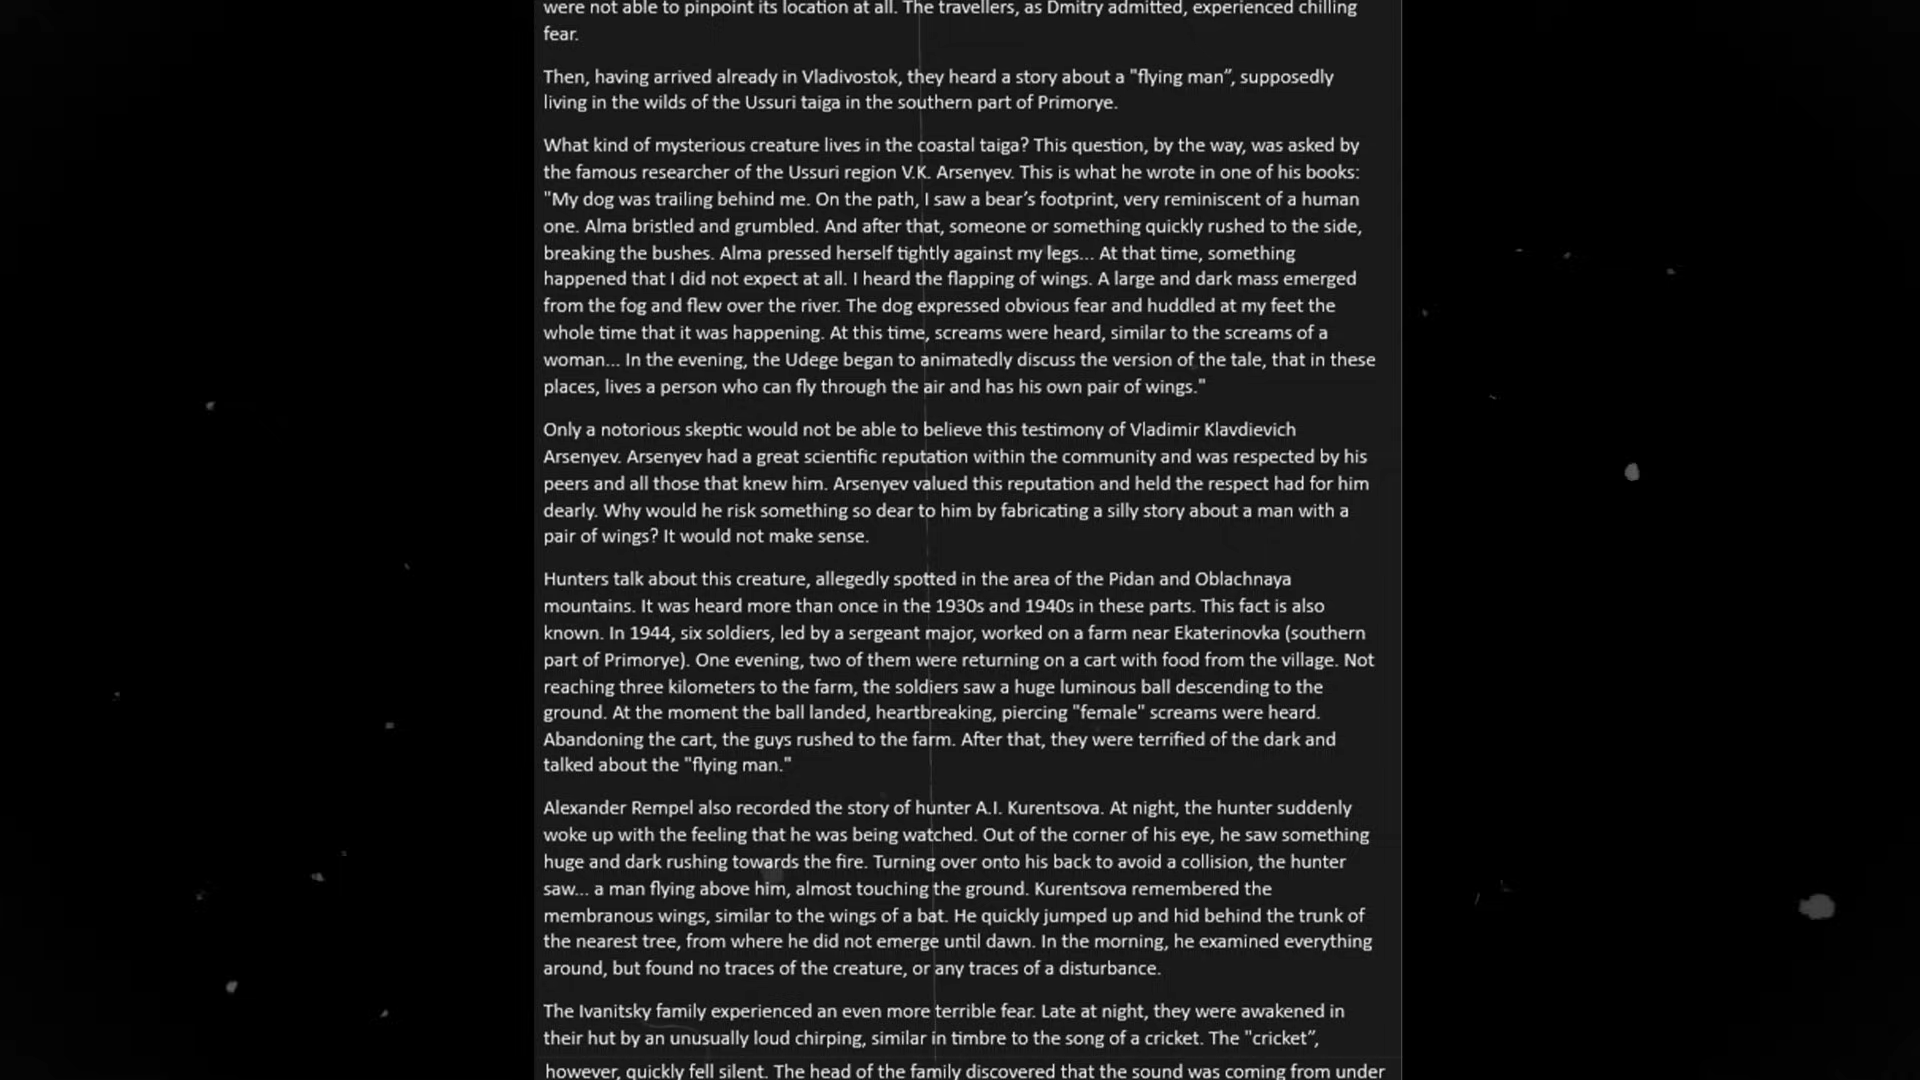 were not able to pinpoint its location at all. The travellers, as Dmitry admitted, experienced chilling
fear.
Then, having arrived already in Vladivostok, they heard a story about a "flying man”, supposedly
living in the wilds of the Ussuri taiga in the southern part of Primorye.
What kind of mysterious creature lives in the coastal taiga? This question, by the way, was asked by
the famous researcher of the Ussuri region V.K. Arsenyev. This is what he wrote in one of his books:
"My dog was trailing behind me. On the path, I saw a bear’s footprint, very reminiscent of a human
one. Alma bristled and grumbled. And after that, someone or something quickly rushed to the side,
breaking the bushes. Alma pressed herself tightly against my legs... At that time, something
happened that I did not expect at all. I heard the flapping of wings. A large and dark mass emerged
from the fog and flew over the river. The dog expressed obvious fear and huddled at my feet the
whole time that it was happening. At this time, screams were heard, similar to the screams of a
woman... In the evening, the Udege began to animatedly discuss the version of the tale, that in these
places, lives a person who can fly through the air and has his own pair of wings."
Only a notorious skeptic would not be able to believe this testimony of Vladimir Klavdievich
Arsenyev. Arsenyev had a great scientific reputation within the community and was respected by his
peers and all those that knew him. Arsenyev valued this reputation and held the respect had for him
dearly. Why would he risk something so dear to him by fabricating a silly story about a man with a
pair of wings? It would not make sense.
Hunters talk about this creature, allegedly spotted in the area of the Pidan and Oblachnaya
mountains. It was heard more than once in the 1930s and 1940s in these parts. This fact is also
known. In 1944, six soldiers, led by a sergeant major, worked on a farm near Ekaterinovka (southern
part of Primorye). One evening, two of them were returning on a cart with food from the village. Not
reaching three kilometers to the farm, the soldiers saw a huge luminous ball descending to the
ground. At the moment the ball landed, heartbreaking, piercing "female" screams were heard.
Abandoning the cart, the guys rushed to the farm. After that, they were terrified of the dark and
talked about the "flying man."
Alexander Rempel also recorded the story of hunter A.I. Kurentsova. At night, the hunter suddenly
woke up with the feeling that he was being watched. Out of the corner of his eye, he saw something
huge and dark rushing towards the fire. Turning over onto his back to avoid a collision, the hunter
saw... a man flying above him, almost touching the ground. Kurentsova remembered the
membranous wings, similar to the wings of a bat. He quickly jumped up and hid behind the trunk of
the nearest tree, from where he did not emerge until dawn. In the morning, he examined everything
around, but found no traces of the creature, or any traces of a disturbance.
The Ivanitsky family experienced an even more terrible fear. Late at night, they were awakened in
their hut by an unusually loud chirping, similar in timbre to the song of a cricket. The "cricket”,
however, quickly fell silent. The head of the family discovered that the sound was coming from under